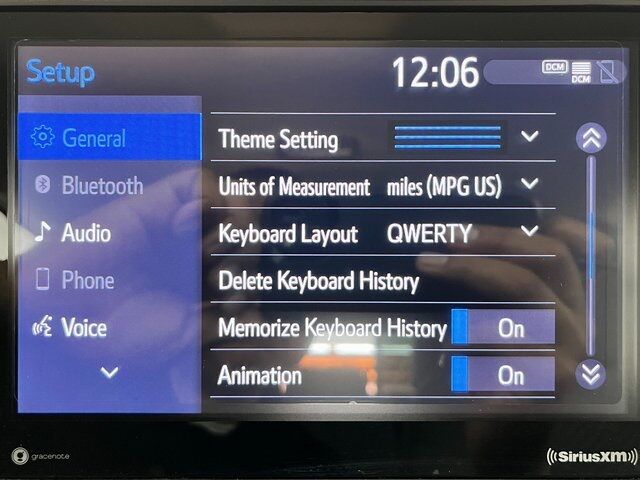 Setup
12:06
DCM
DCM
General
Bluetooth
Audio
Phone
Voice
Theme Setting
Units of Measurement miles (MPG US)
Keyboard Layout QWERTY
Delete Keyboard History
Memorize Keyboard History On
Animation On
gracenote
SiriusXM